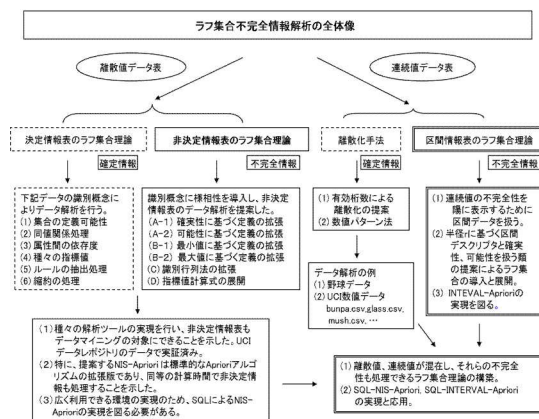 ラフ集合不完全情報解析の全体像
離散値データ表
連続値データ表
決定情報表のラフ集合理論
非決定情報表のラフ集合理論
離散化手法
区間情報表のラフ集合理論
確定情報
不完全情報
確定情報
不完全情報
下記データの識別概念に
よりデータ解析を行う。
(1) 集合の定義可能性
(2) 同値関係処理
(3) 属性間の依存度
(4) 種々の指標値
(5) ルールの抽出処理
(6) 縮約の処理
識別概念に様相性を導入し、非決
定情報表のデータ解析を提案した。
(A-1) 確実性に基づく定義の拡張
(A-2) 可能性に基づく定義の拡張
(B-1) 最小値に基づく定義の拡張
(B-2) 最大値に基づく定義の拡張
(C) 識別行列法の拡張
(D) 指標値計算式の展開
(1) 有効桁数による
離散化の提案
(2) 数値パターン法
データ解析の例
(1) 野球データ
(2) UCI数値データ
bunpa.csv,glass.csv,
mush.csv, …
(1) 連続値の不完全性を
陽に表示するために
区間データを扱う。
(2) 半径rに基づく区間
デスクリプタと確実
性、可能性を扱う類
の提案によるラフ集
合の導入と展開。
(3) INTEVAL-Aprioriの
実現を図る。
(1) 種々の解析ツールの実現を行い、非決定情報表も
データマイニングの対象にできることを示した。UCI
データレポジトリのデータで実証済み。
(2) 特に、提案するNIS-Aprioriは標準的なAprioriアルゴ
リズムの拡張版であり、同等の計算時間で非決定情
報も処理することを示した。
(3) 広く利用できる環境の実現のため、SQLによるNIS-
Aprioriの実現を図る必要がある。
(1) 離散値、連続値が混在し、それらの不完全
性も処理できるラフ集合理論の構築。
(2) SQL-NIS-Apriori, SQL-INTERVAL-Apriori
の実現と応用。